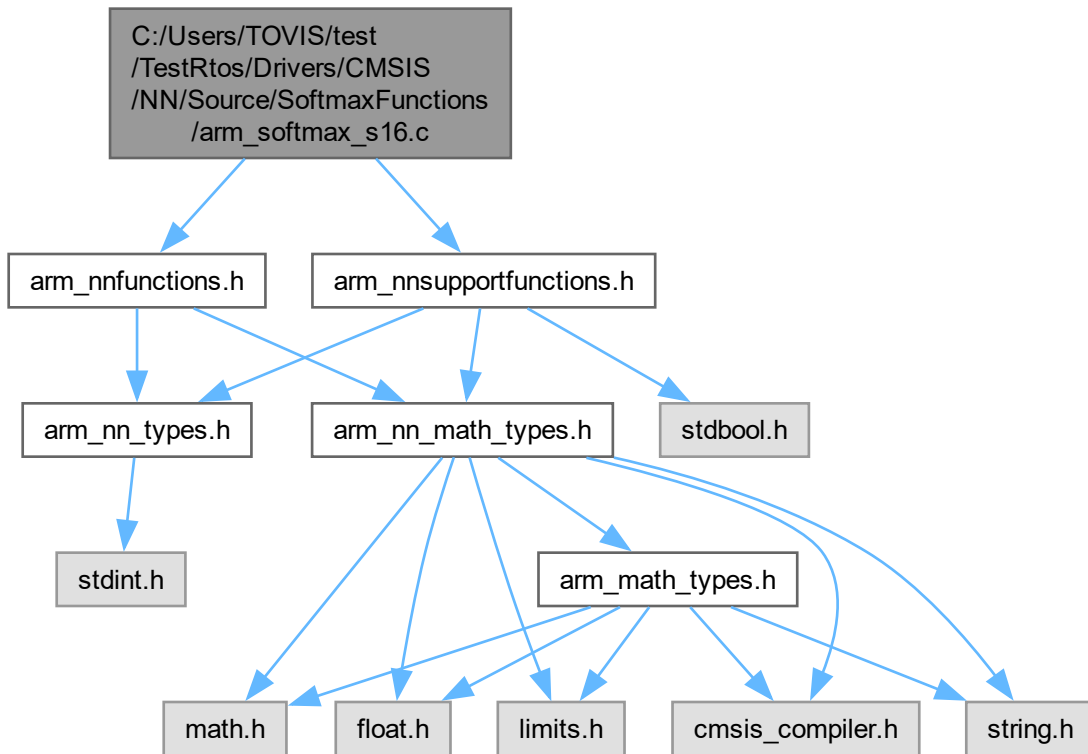 C:/Users/TOVIS/test
/TestRtos/Drivers/CMSIS
/NN/Source/SoftmaxFunctions
/arm_softmax_s16.c
arm_nnfunctions.h
arm_nnsupportfunctions.h
arm_nn_types.h
arm_nn_math_types.h
stdbool.h
stdint.h
arm_math_types.h
math.h
float.h
limits.h
cmsis_compiler.h
string.h